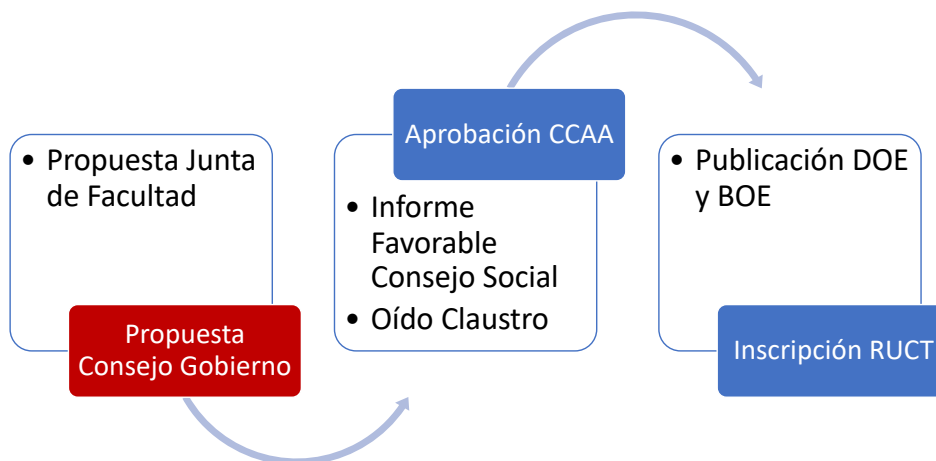 • Propuesta Junta
de Facultad
Propuesta
Consejo Gobierno
Aprobación CCAA
• Informe
Favorable
Consejo Social
• Oído Claustro
• Publicación DOE
y BOE
Inscripción RUCT